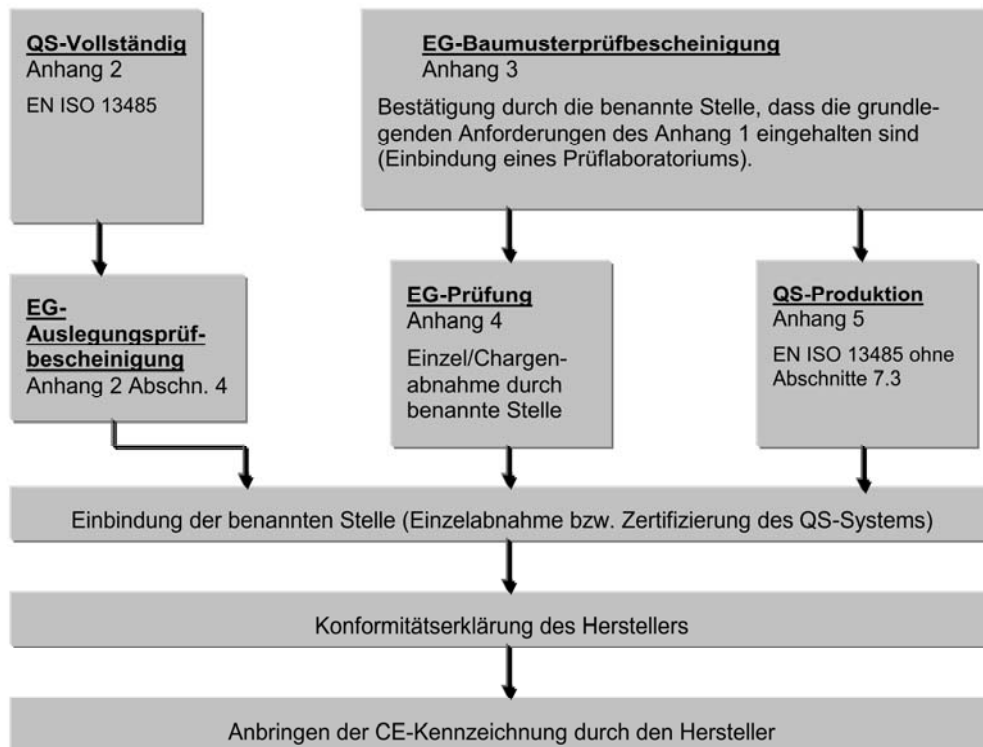 QS-Vollständig
Anhang 2
EN ISO 13485
EG-Baumusterprüfbescheinigung
Anhang 3
Bestätigung durch die benannte Stelle, dass die grundle-
genden Anforderungen des Anhang 1 eingehalten sind
(Einbindung eines Prüflaboratoriums).
EG-
Auslegungsprüf-
bescheinigung
Anhang 2 Abschn. 4
EG-Prüfung
Anhang 4
Einzel/Chargen-
abnahme durch
benannte Stelle
QS-Produktion
Anhang 5
EN ISO 13485 ohne
Abschnitte 7.3
Einbindung der benannten Stelle (Einzelabnahme bzw. Zertifizierung des QS-Systems)
Konformitätserklärung des Herstellers
Anbringen der CE-Kennzeichnung durch den Hersteller